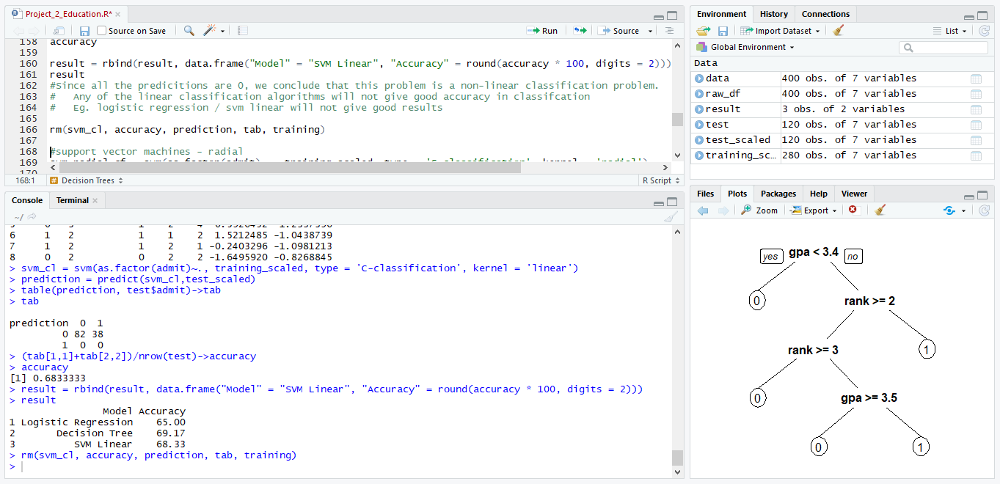 Project_2_Education.R*
Source on Save
Run
Source
158 accuracy
159
160 result = rbind(result, data.frame("Model" = "SVM Linear", "Accuracy" = round(accuracy * 100, digits = 2)))
161 result
162 #Since all the predicitions are 0, we conclude that this problem is a non-linear classification problem.
163 #   Any of the linear classification algorithms will not give good accuracy in classifcation
164 #   Eg. logistic regression / svm linear will not give good results
165
166 rm(svm_cl, accuracy, prediction, tab, training)
167
168 #support vector machines - radial
169
170
168:1 # Decision Trees R Script
Console Terminal
~/
6 1 2 1 1 2 1.5212485 -1.0438739
7 1 2 1 2 1 -0.2403296 -1.0981213
8 0 2 0 2 2 -1.6495920 -0.8268845
> svm_cl = svm(as.factor(admit)~., training_scaled, type = 'C-classification', kernel = 'linear')
> prediction = predict(svm_cl,test_scaled)
> table(prediction, test$admit)->tab
> tab
prediction 0 1
0 82 38
1 0 0
> (tab[1,1]+tab[2,2])/nrow(test)->accuracy
> accuracy
[1] 0.6833333
> result = rbind(result, data.frame("Model" = "SVM Linear", "Accuracy" = round(accuracy * 100, digits = 2)))
> result
Model Accuracy
1 Logistic Regression 65.00
2 Decision Tree 69.17
3 SVM Linear 68.33
> rm(svm_cl, accuracy, prediction, tab, training)
>
Environment History Connections
Import Dataset
List
Global Environment
Data
data 400 obs. of 7 variables
raw_df 400 obs. of 7 variables
result 3 obs. of 2 variables
test 120 obs. of 7 variables
test_scaled 120 obs. of 7 variables
training_sc… 280 obs. of 7 variables
Files Plots Packages Help Viewer
Zoom
Export
yes gpa < 3.4 no
0
rank >= 2
rank >= 3
1
0
gpa >= 3.5
0
1